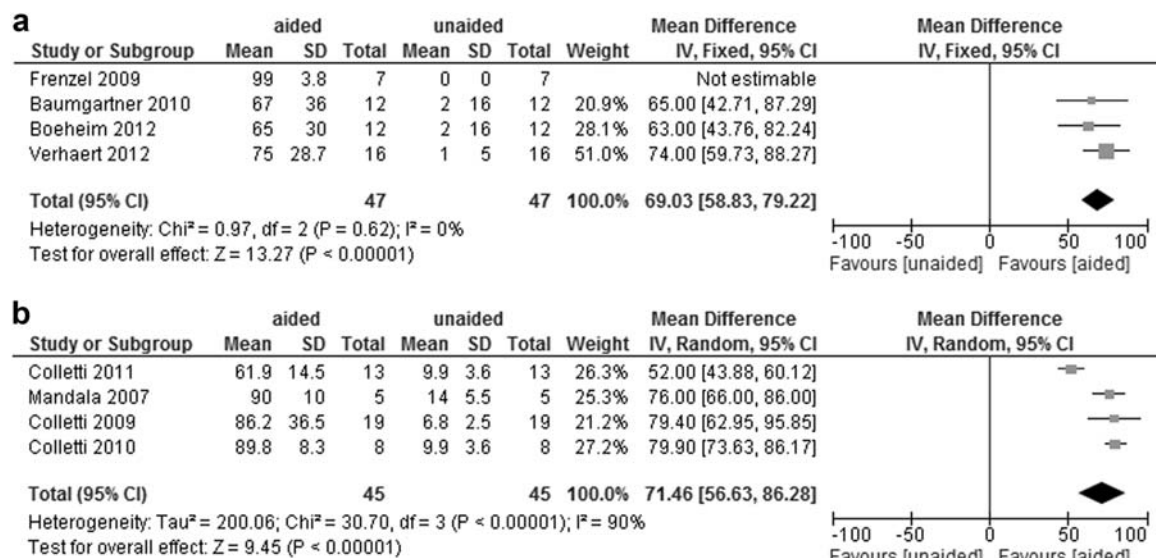 a
aided unaided Mean Difference Mean Difference
Study or Subgroup Mean SD Total Mean SD Total Weight IV, Fixed, 95% CI IV, Fixed, 95% CI
Frenzel 2009 99 3.8 7 0 0 7 Not estimable
Baumgartner 2010 67 36 12 2 16 12 20.9% 65.00 [42.71, 87.29]
Boeheim 2012 65 30 12 2 16 12 28.1% 63.00 [43.76, 82.24]
Verhaert 2012 75 28.7 16 1 5 16 51.0% 74.00 [59.73, 88.27]
Total (95% CI) 47 47 100.0% 69.03 [58.83, 79.22]
Heterogeneity: Chi² = 0.97, df = 2 (P = 0.62); I² = 0%
Test for overall effect: Z = 13.27 (P < 0.00001)
-100 -50 0 50 100
Favours [unaided] Favours [aided]
b
aided unaided Mean Difference Mean Difference
Study or Subgroup Mean SD Total Mean SD Total Weight IV, Random, 95% CI IV, Random, 95% CI
Colletti 2011 61.9 14.5 13 9.9 3.6 13 26.3% 52.00 [43.88, 60.12]
Mandala 2007 90 10 5 14 5.5 5 25.3% 76.00 [66.00, 86.00]
Colletti 2009 86.2 36.5 19 6.8 2.5 19 21.2% 79.40 [62.95, 95.85]
Colletti 2010 89.8 8.3 8 9.9 3.6 8 27.2% 79.90 [73.63, 86.17]
Total (95% CI) 45 45 100.0% 71.46 [56.63, 86.28]
Heterogeneity: Tau² = 200.06; Chi² = 30.70, df = 3 (P < 0.00001); I² = 90%
Test for overall effect: Z = 9.45 (P < 0.00001)
-100 -50 0 50 100
Favours [unaided] Favours [aided]